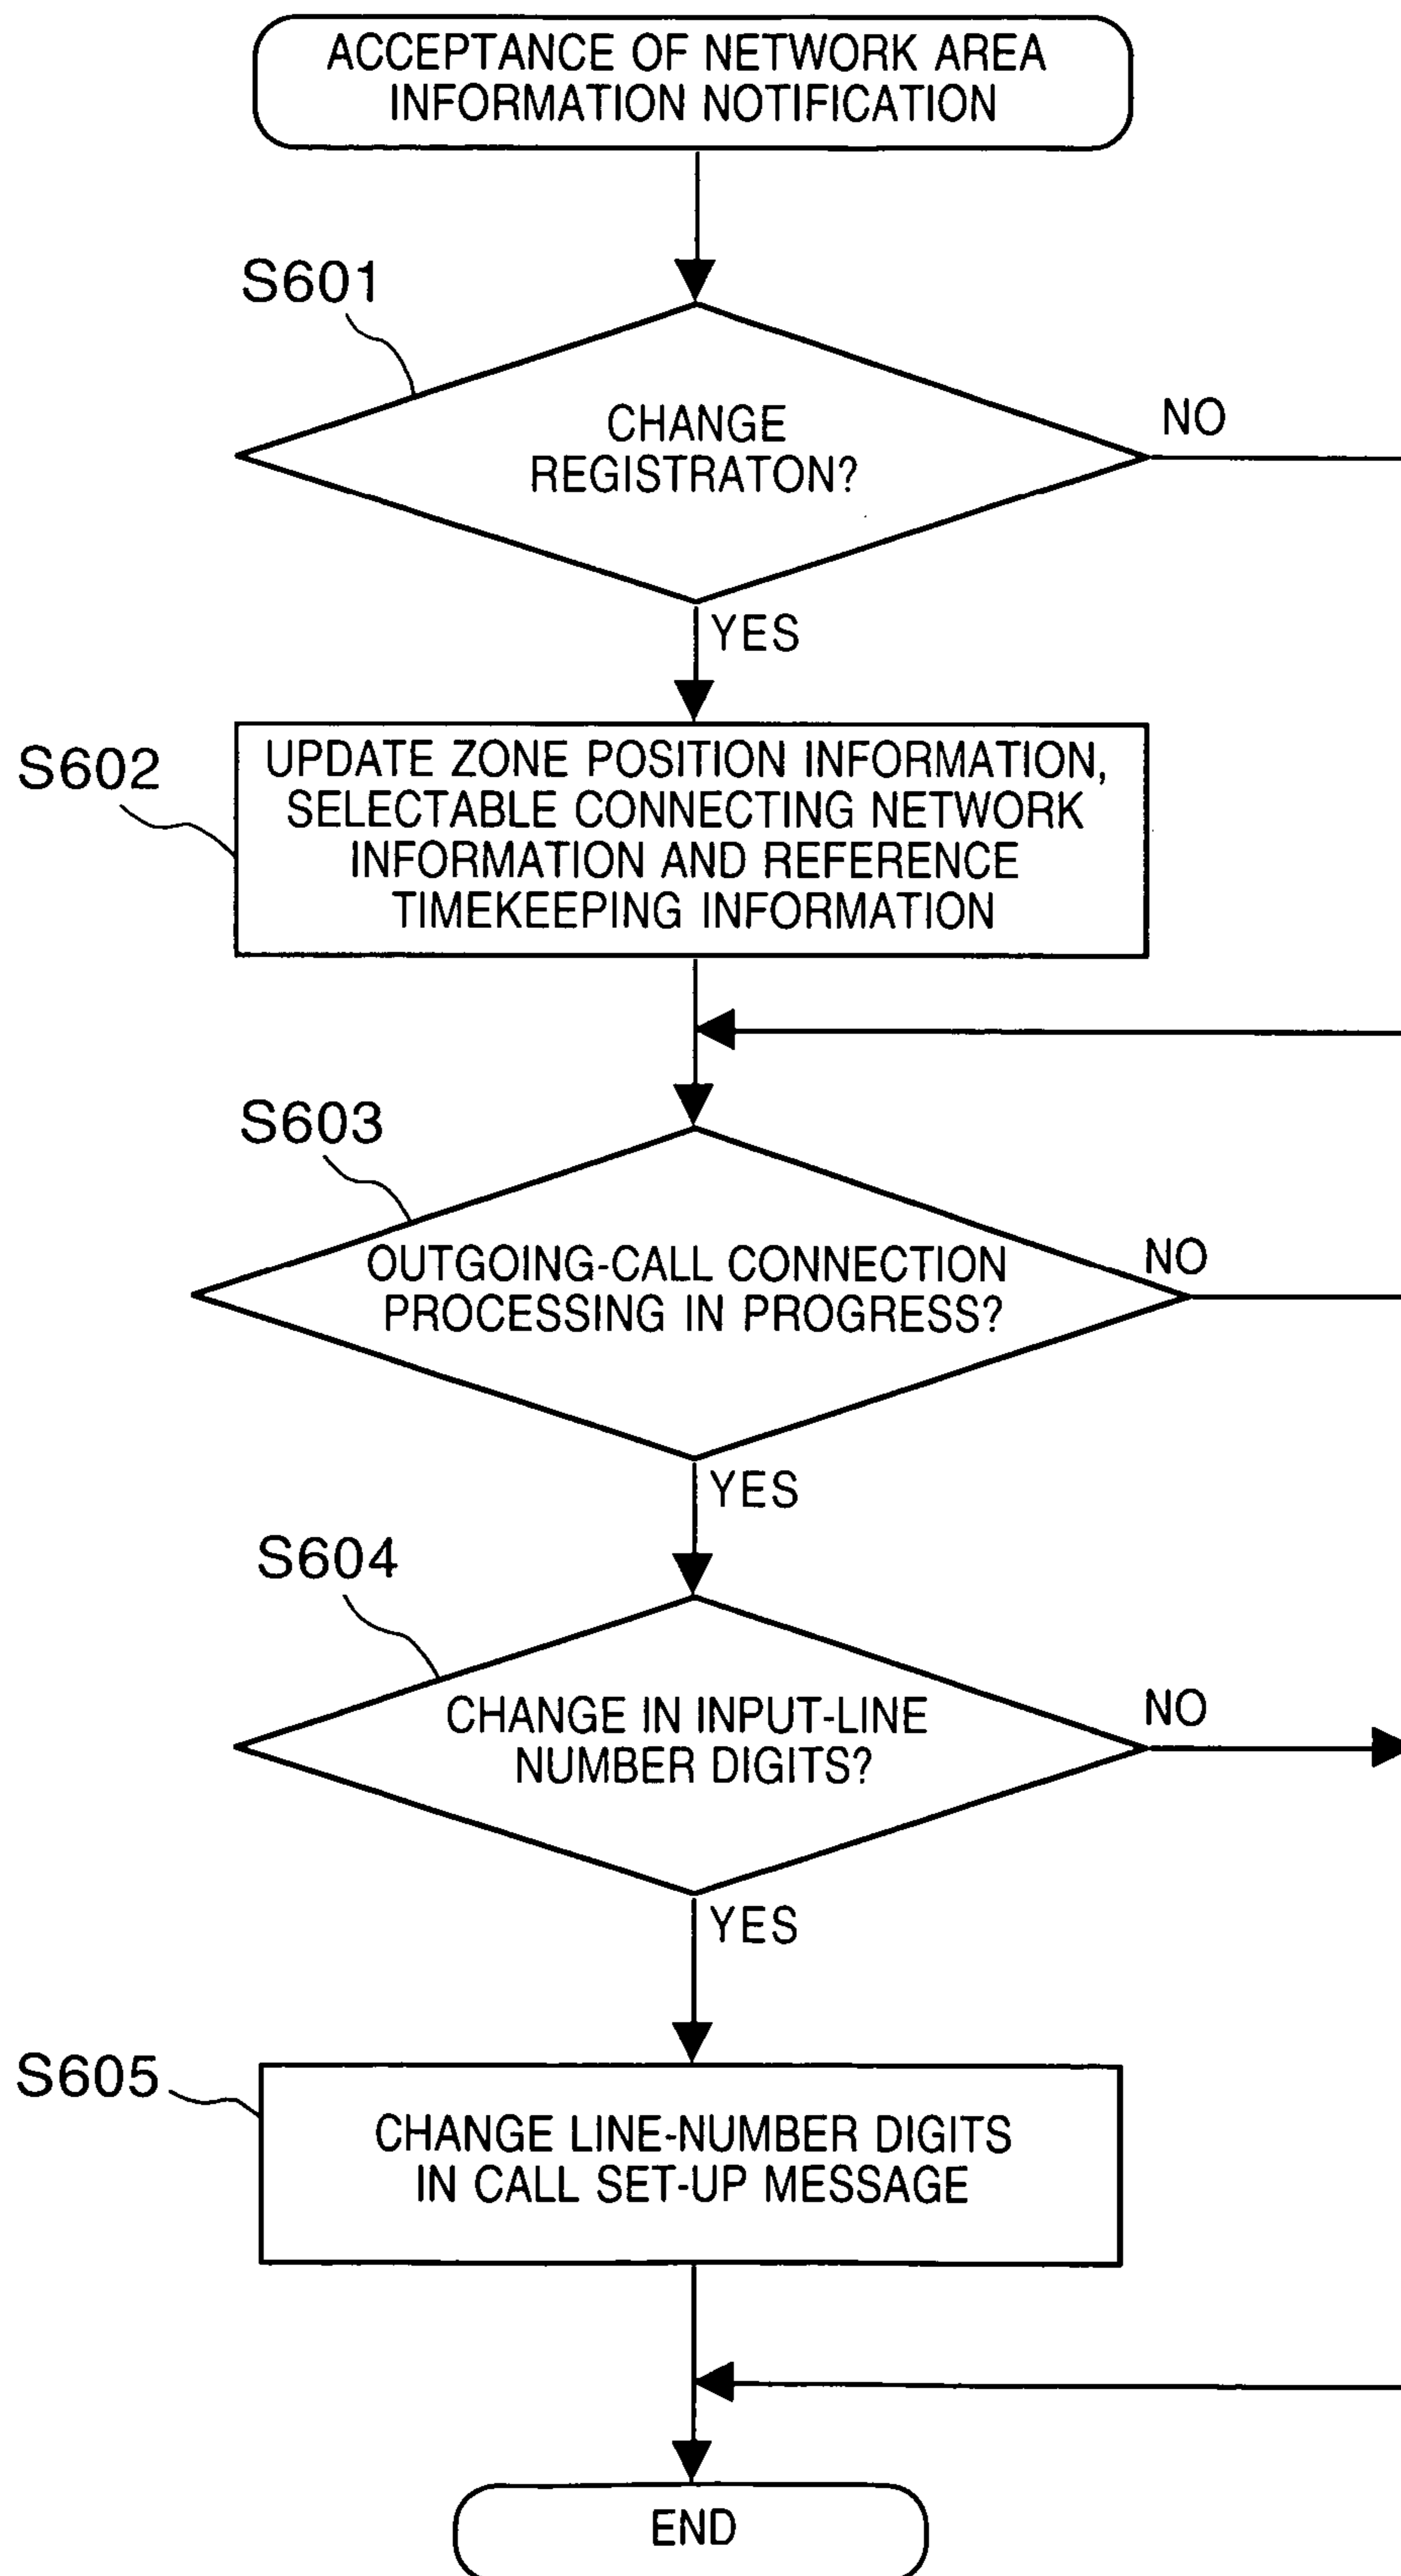 ACCEPTANCE OF NETWORK AREA
INFORMATION NOTIFICATION
S601
CHANGE
REGISTRATON?
NO
YES
S602
UPDATE ZONE POSITION INFORMATION,
SELECTABLE CONNECTING NETWORK
INFORMATION AND REFERENCE
TIMEKEEPING INFORMATION
S603
OUTGOING-CALL CONNECTION
PROCESSING IN PROGRESS?
NO
YES
S604
CHANGE IN INPUT-LINE
NUMBER DIGITS?
NO
YES
S605
CHANGE LINE-NUMBER DIGITS
IN CALL SET-UP MESSAGE
END